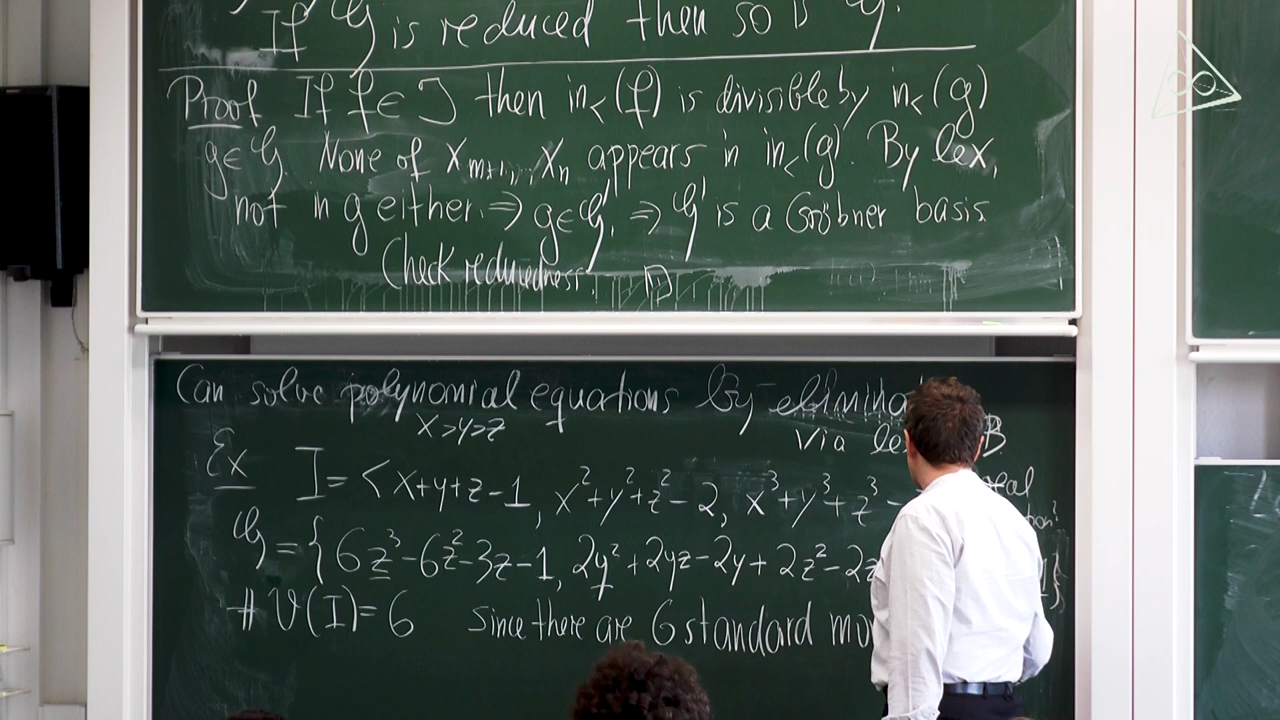 If 𝒢 is reduced then so is 𝒢'.
Proof If f ∈ J then in<(f) is divisible by in<(g)
g ∈ 𝒢. None of x_{m+1},..,x_n appears in in<(g). By lex,
not in g either. ⇒ g ∈ 𝒢', ⇒ 𝒢' is a Gröbner basis.
Check reducedness. □
Can solve polynomial equations by elimina
x>y>z via le B
Ex I = < x+y+z-1, x²+y²+z²-2, x³+y³+z³ -
𝒢 = { 6z³-6z²-3z-1, 2y²+2yz-2y+2z²-2z
# V(I) = 6 since there are 6 standard mo